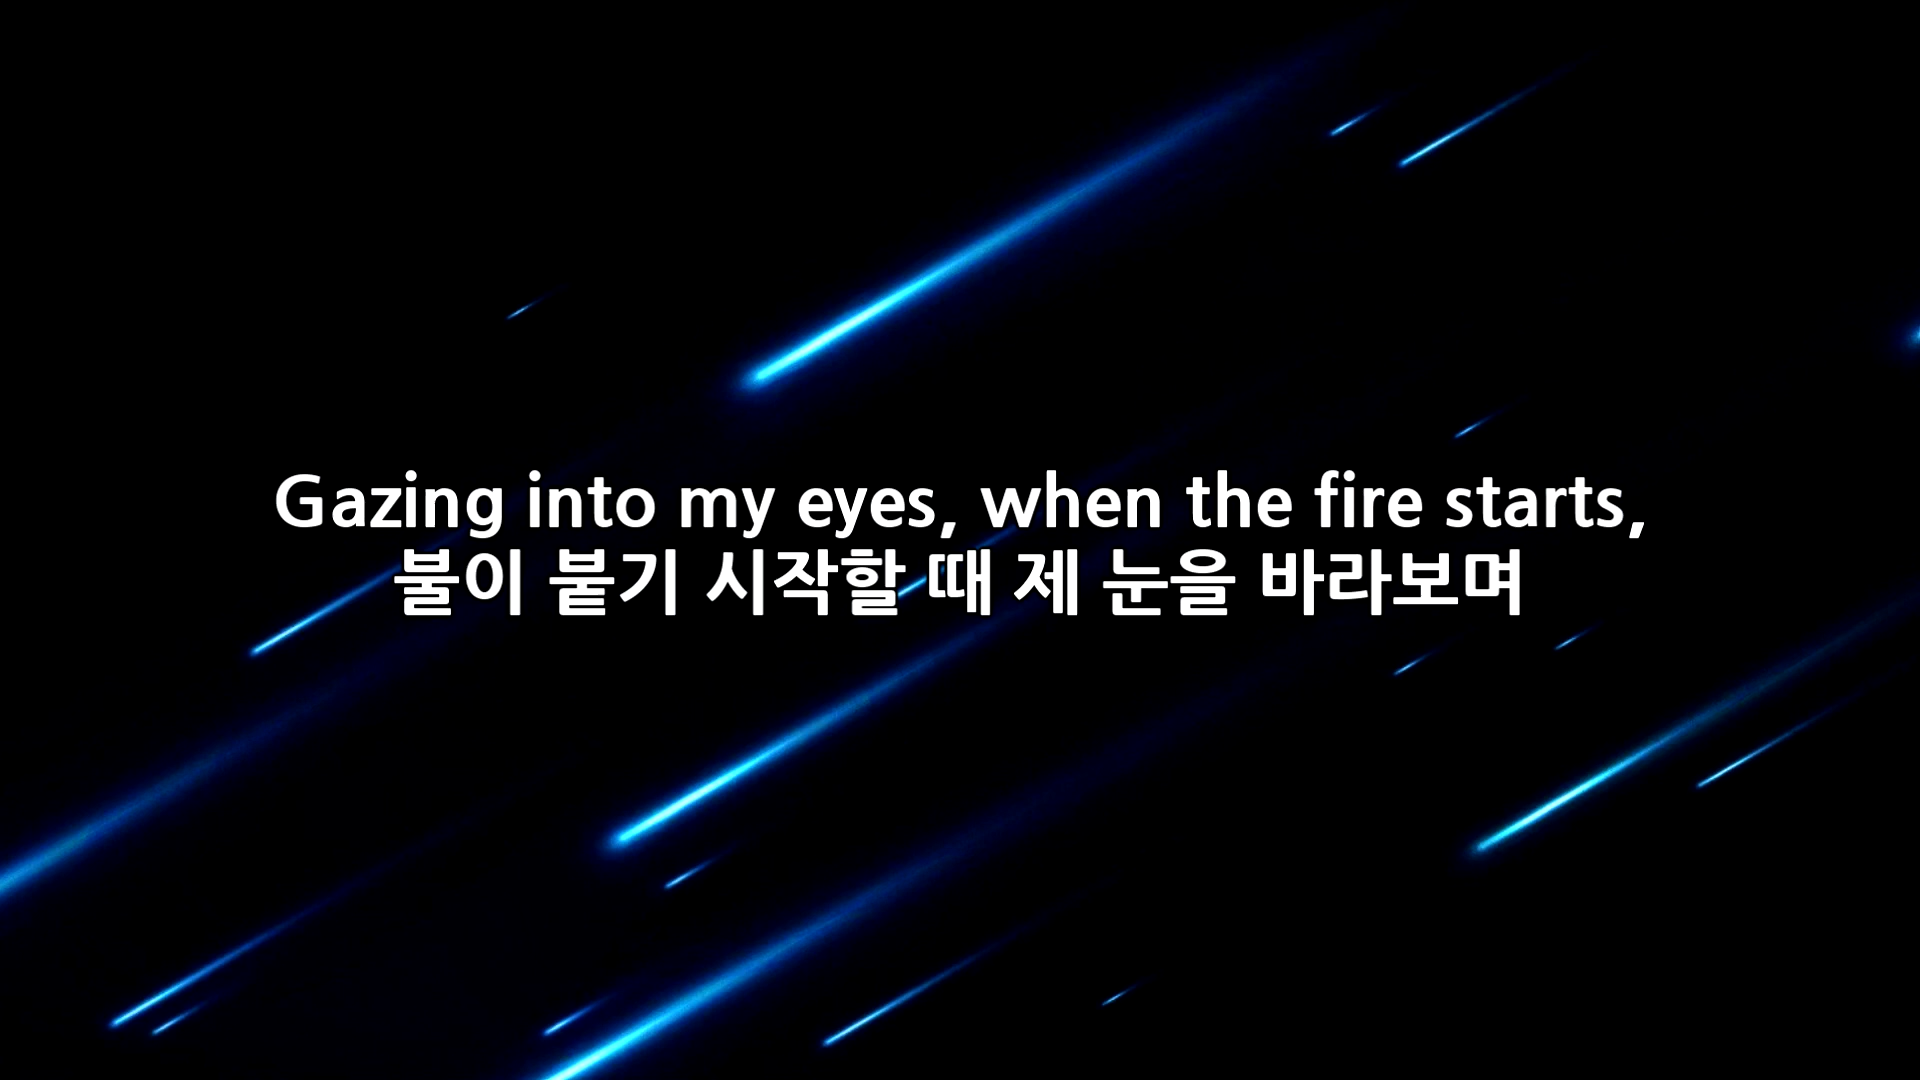 Gazing into my eyes, when the fire starts,
불이 붙기 시작할 때 제 눈을 바라보며